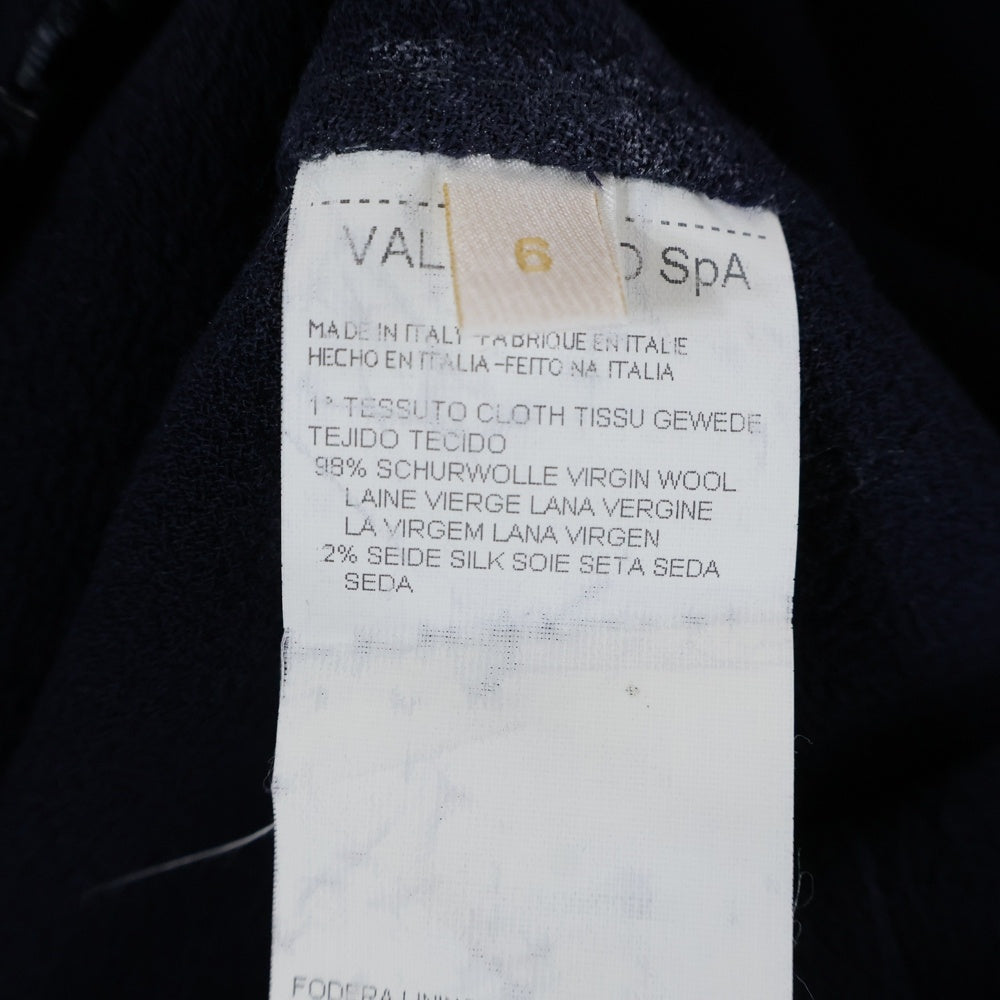 VAL O SpA
6
MADE IN ITALY -FABRIQUE EN ITALIE
HECHO EN ITALIA -FEITO NA ITALIA
1° TESSUTO CLOTH TISSU GEWEDE
TEJIDO TECIDO
98% SCHURWOLLE VIRGIN WOOL
LAINE VIERGE LANA VERGINE
LA VIRGEM LANA VIRGEN
2% SEIDE SILK SOIE SETA SEDA
SEDA
FODERA